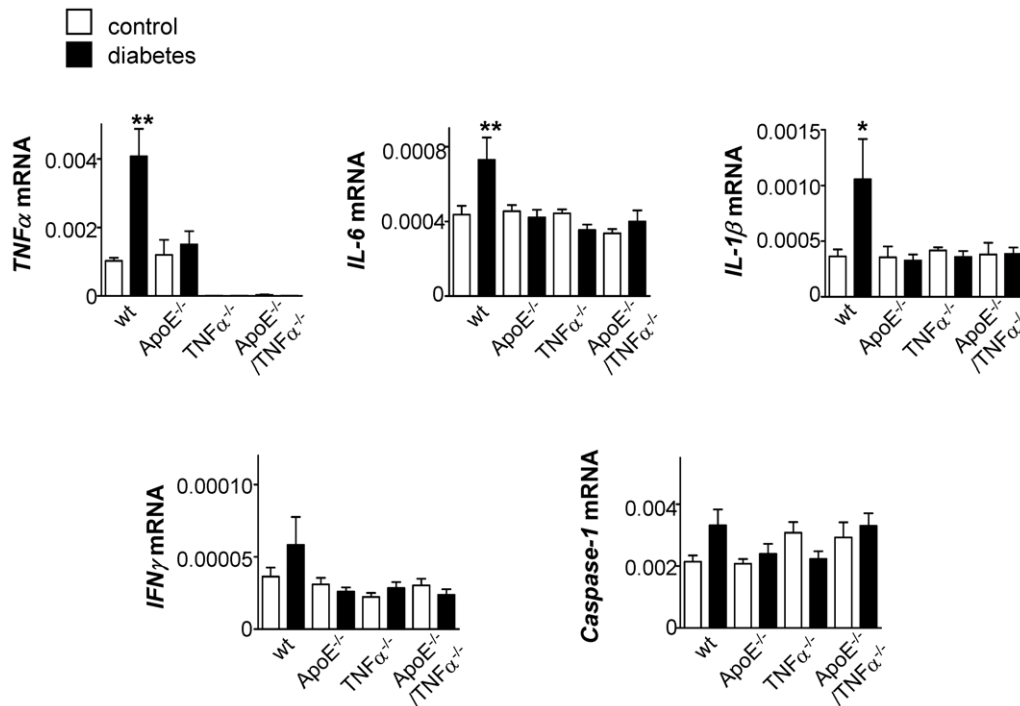 control
diabetes
TNFα mRNA
**
0.004
0.002
0
wt
ApoE-/-
TNFα-/-
ApoE-/-
/TNFα-/-
IL-6 mRNA
**
0.0008
0.0004
0
wt
ApoE-/-
TNFα-/-
ApoE-/-
/TNFα-/-
IL-1β mRNA
*
0.0015
0.0010
0.0005
0
wt
ApoE-/-
TNFα-/-
ApoE-/-
/TNFα-/-
IFNγ mRNA
0.00010
0.00005
0
wt
ApoE-/-
TNFα-/-
ApoE-/-
/TNFα-/-
Caspase-1 mRNA
0.004
0.002
0
wt
ApoE-/-
TNFα-/-
ApoE-/-
/TNFα-/-